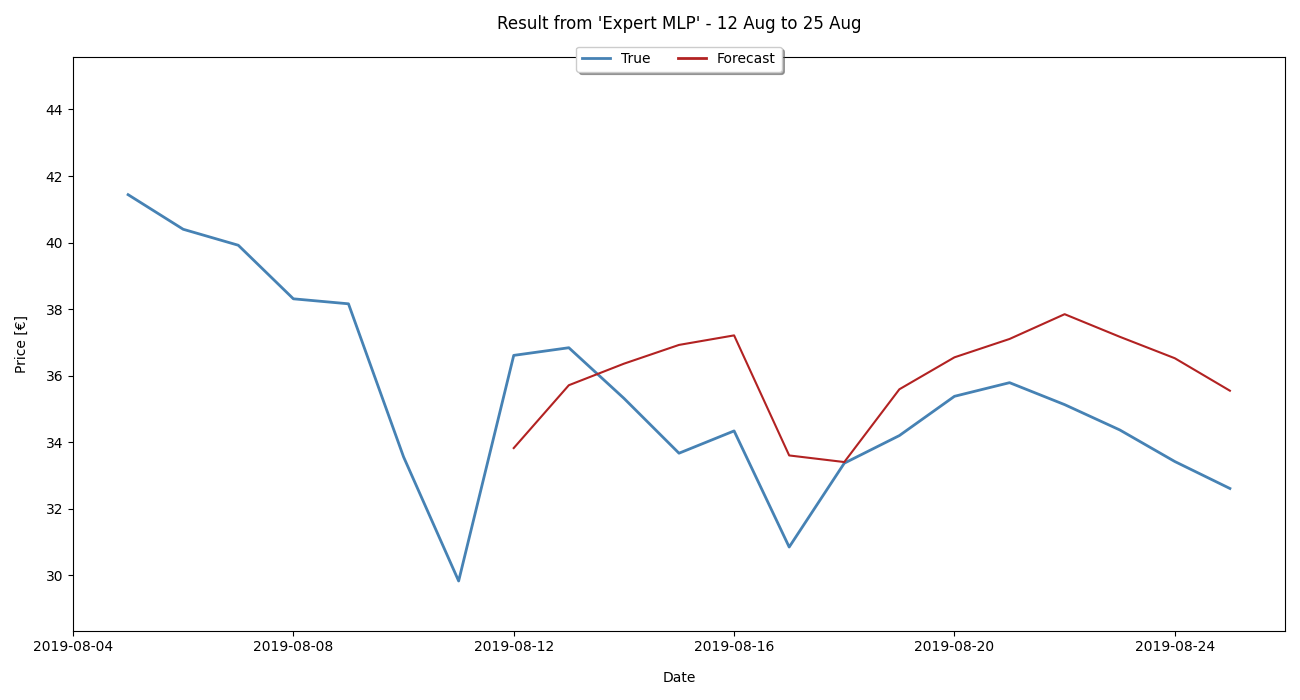 Result from 'Expert MLP' - 12 Aug to 25 Aug
True Forecast
44
42
40
38
36
34
32
30
Price [€]
2019-08-04 2019-08-08 2019-08-12 2019-08-16 2019-08-20 2019-08-24
Date